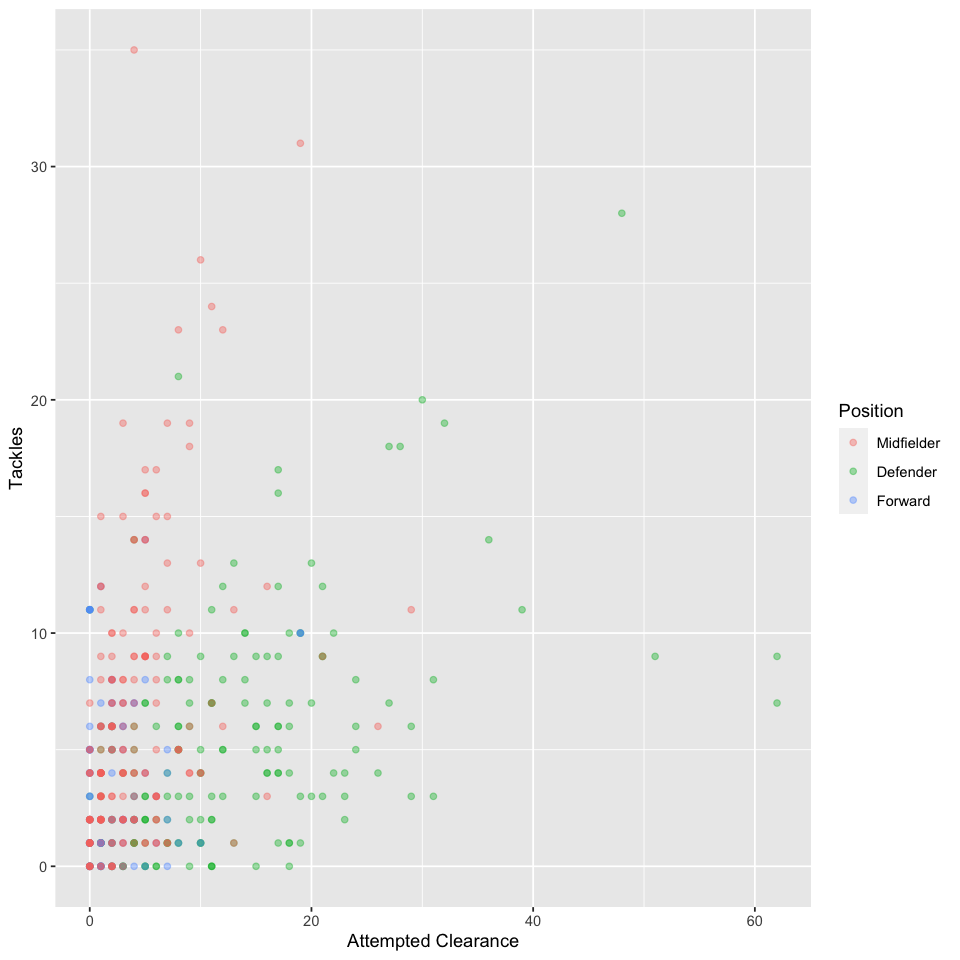 30
20
10
0
Tackles
0 20 40 60
Attempted Clearance
Position
Midfielder
Defender
Forward